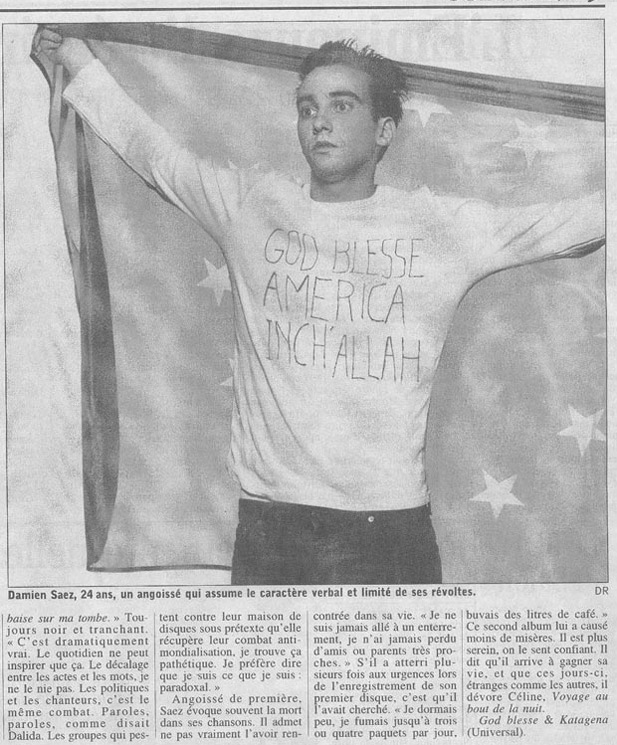 GOD BLESSE
AMERICA
INCH'ALLAH
Damien Saez, 24 ans, un angoissé qui assume le caractère verbal et limité de ses révoltes.
DR
baise sur ma tombe. » Tou-
jours noir et tranchant.
« C'est dramatiquement
vrai. Le quotidien ne peut
inspirer que ça. Le décalage
entre les actes et les mots, je
ne le nie pas. Les politiques
et les chanteurs, c'est le
même combat. Paroles,
paroles, comme disait
Dalida. Les groupes qui pes-
tent contre leur maison de
disques sous prétexte qu'elle
récupère leur combat anti-
mondialisation, je trouve ça
pathétique. Je préfère dire
que je suis ce que je suis :
paradoxal. »
Angoissé de première,
Saez évoque souvent la mort
dans ses chansons. Il admet
ne pas vraiment l'avoir ren-
contrée dans sa vie. « Je ne
suis jamais allé à un enterre-
ment, je n'ai jamais perdu
d'amis ou parents très pro-
ches. » S'il a atterri plu-
sieurs fois aux urgences lors
de l'enregistrement de son
premier disque, c'est qu'il
l'avait cherché. « Je dormais
peu, je fumais jusqu'à trois
ou quatre paquets par jour,
buvais des litres de café. »
Ce second album lui a causé
moins de misères. Il est plus
serein, on le sent confiant. Il
dit qu'il arrive à gagner sa
vie, et que ces jours-ci,
étranges comme les autres, il
dévore Céline, Voyage au
bout de la nuit.
God blesse & Katagena
(Universal).